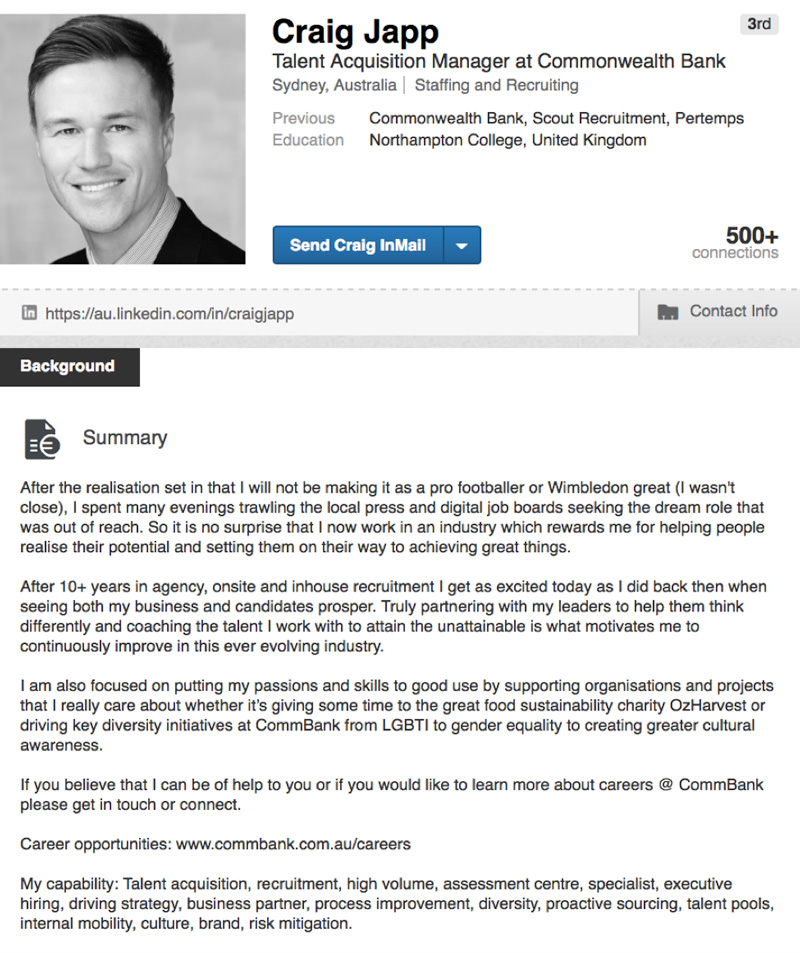 Craig Japp
3rd
Talent Acquisition Manager at Commonwealth Bank
Sydney, Australia | Staffing and Recruiting
Previous Commonwealth Bank, Scout Recruitment, Pertemps
Education Northampton College, United Kingdom
Send Craig InMail
500+
connections
in https://au.linkedin.com/in/craigjapp
Contact Info
Background
Summary
After the realisation set in that I will not be making it as a pro footballer or Wimbledon great (I wasn't
close), I spent many evenings trawling the local press and digital job boards seeking the dream role that
was out of reach. So it is no surprise that I now work in an industry which rewards me for helping people
realise their potential and setting them on their way to achieving great things.
After 10+ years in agency, onsite and inhouse recruitment I get as excited today as I did back then when
seeing both my business and candidates prosper. Truly partnering with my leaders to help them think
differently and coaching the talent I work with to attain the unattainable is what motivates me to
continuously improve in this ever evolving industry.
I am also focused on putting my passions and skills to good use by supporting organisations and projects
that I really care about whether it's giving some time to the great food sustainability charity OzHarvest or
driving key diversity initiatives at CommBank from LGBTI to gender equality to creating greater cultural
awareness.
If you believe that I can be of help to you or if you would like to learn more about careers @ CommBank
please get in touch or connect.
Career opportunities: www.commbank.com.au/careers
My capability: Talent acquisition, recruitment, high volume, assessment centre, specialist, executive
hiring, driving strategy, business partner, process improvement, diversity, proactive sourcing, talent pools,
internal mobility, culture, brand, risk mitigation.